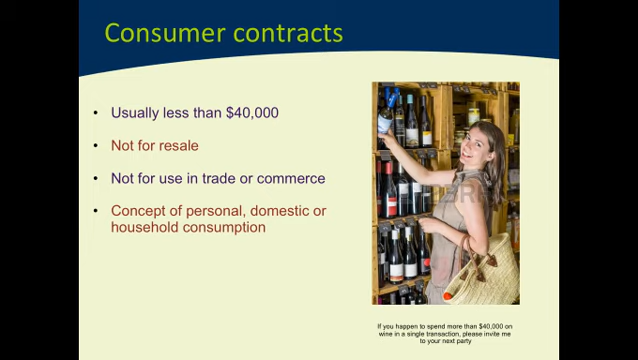 Consumer contracts
• Usually less than $40,000
• Not for resale
• Not for use in trade or commerce
• Concept of personal, domestic or
household consumption
If you happen to spend more than $40,000 on
wine in a single transaction, please invite me
to your next party